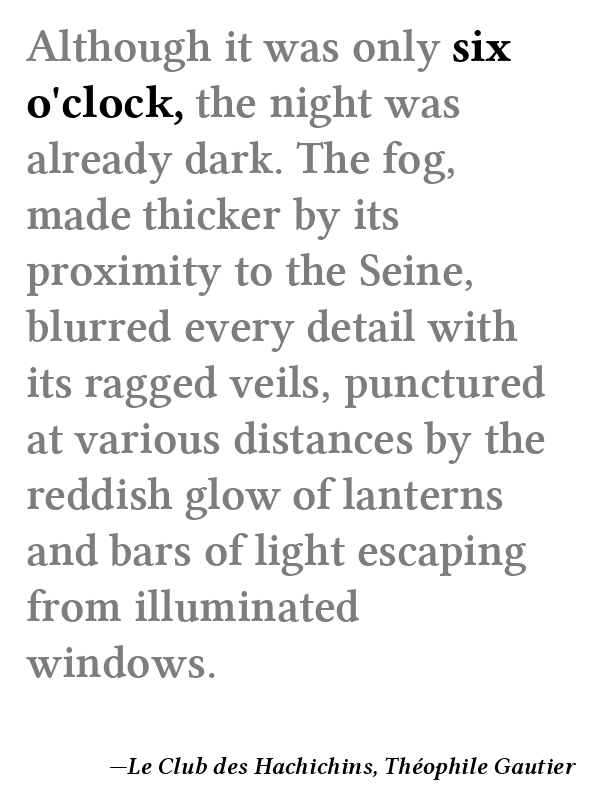 Although it was only six
o'clock, the night was
already dark. The fog,
made thicker by its
proximity to the Seine,
blurred every detail with
its ragged veils, punctured
at various distances by the
reddish glow of lanterns
and bars of light escaping
from illuminated
windows.
—Le Club des Hachichins, Théophile Gautier